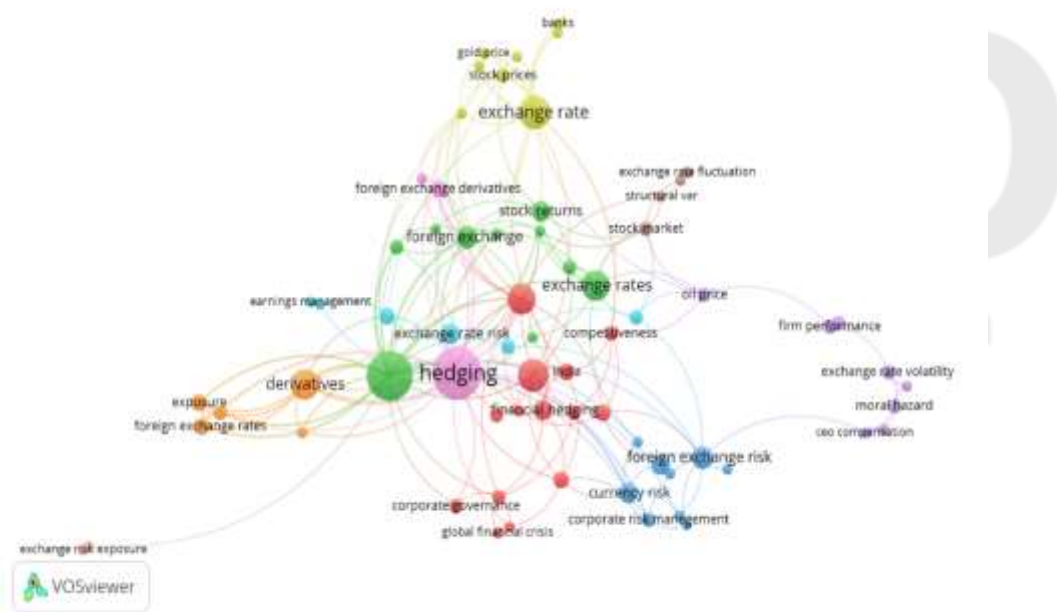 banks
gold price
stock prices
exchange rate
exchange rate fluctuation
foreign exchange derivatives
structural var
stock returns
foreign exchange
stock market
exchange rates
oil price
earnings management
firm performance
exchange rate risk
competitiveness
hedging
india
exchange rate volatility
derivatives
exposure
financial hedging
moral hazard
foreign exchange rates
ceo compensation
foreign exchange risk
currency risk
corporate governance
corporate risk management
global financial crisis
exchange risk exposure
VOSviewer